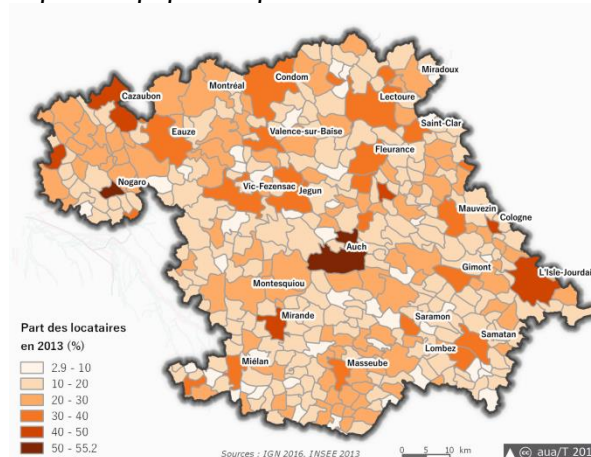 Miradoux
Condom
Montréal
Cazaubon
Lectoure
Saint-Clar
Eauze
Valence-sur-Baïse
Fleurance
Nogaro
Vic-Fezensac
Jegun
Mauvezin
Cologne
Auch
Gimont
L'Isle-Jourdain
Montesquiou
Mirande
Saramon
Samatan
Lombez
Miélan
Masseube
Part des locataires
en 2013 (%)
2.9 - 10
10 - 20
20 - 30
30 - 40
40 - 50
50 - 55.2
Sources : IGN 2016, INSEE 2013
0 5 10 km
cc aua/T 201